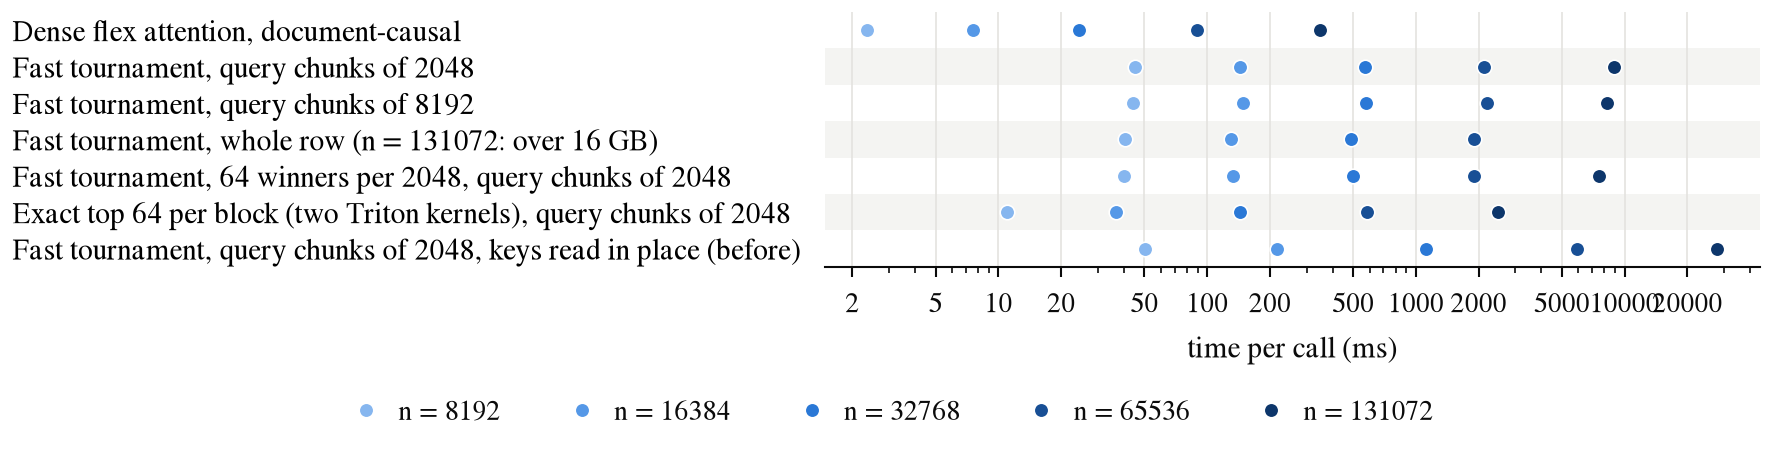 Dense flex attention, document-causal
Fast tournament, query chunks of 2048
Fast tournament, query chunks of 8192
Fast tournament, whole row (n = 131072: over 16 GB)
Fast tournament, 64 winners per 2048, query chunks of 2048
Exact top 64 per block (two Triton kernels), query chunks of 2048
Fast tournament, query chunks of 2048, keys read in place (before)
2 5 10 20 50 100 200 500 1000 2000 5000 10000 20000
time per call (ms)
n = 8192 n = 16384 n = 32768 n = 65536 n = 131072